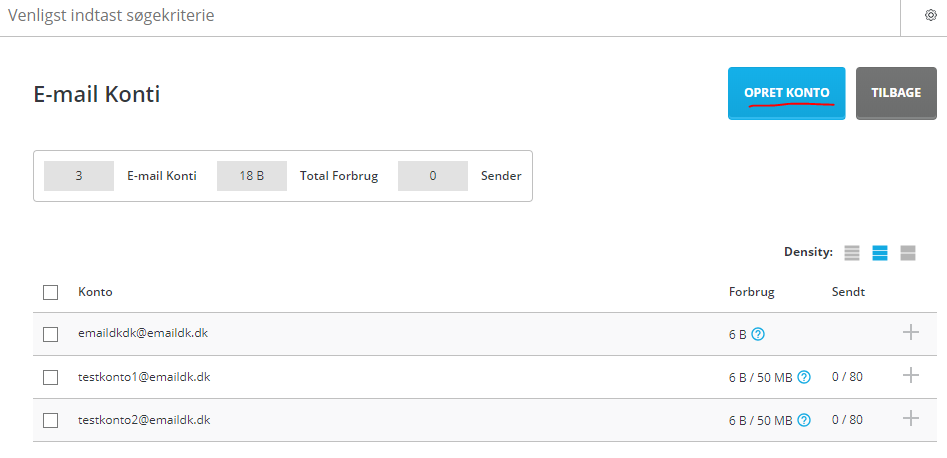 Venligst indtast søgekriterie
E-mail Konti
OPRET KONTO
TILBAGE
3 E-mail Konti 18 B Total Forbrug 0 Sender
Density:
Konto Forbrug Sendt
emaildkdk@emaildk.dk 6 B ?
testkonto1@emaildk.dk 6 B / 50 MB ? 0 / 80
testkonto2@emaildk.dk 6 B / 50 MB ? 0 / 80